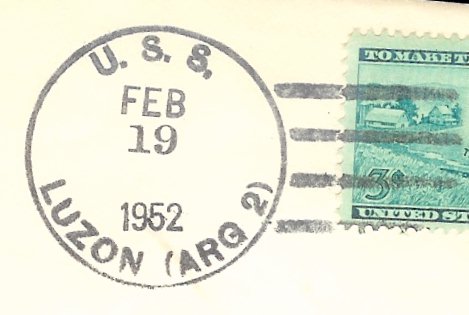 U. S. S.
FEB
19
1952
LUZON (ARG 2)
TO MAKE T
3¢
UNITED ST